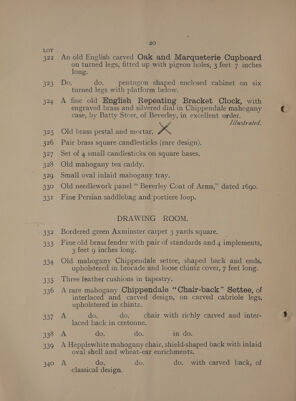 20
LOT
322 An old English carved Oak and Marqueterie Cupboard
on turned legs, fitted up with pigeon holes, 3 feet 7 inches
long.
323 Do. do. pentagon shaped enclosed cabinet on six
turned legs with platform below.
324 A fine old English Repeating Bracket Clock, with
engraved brass and silvered dial in Chippendale mahogany
case, by Batty Storr, of Beverley, in excellent order.
Illustrated.
325 Old brass pestal and mortar.
326 Pair brass square candlesticks (rare design).
327 Set of 4 small candlesticks on square bases.
328 Old mahogany tea caddy.
329 Small oval inlaid mahogany tray.
330 Old needlework panel "Beverley Coat of Arms," dated 1690.
331 Fine Persian saddlebag and portiere loop.
DRAWING ROOM.
332 Bordered green Axminster carpet 3 yards square.
333 Fine old brass fender with pair of standards and 4 implements,
3 feet 9 inches long.
334 Old mahogany Chippendale settee, shaped back and ends,
upholstered in brocade and loose chintz cover, 7 feet long.
335 Three feather cushions in tapestry.
336 A rare mahogany Chippendale "Chair-back" Settee, of
interlaced and carved design, on carved cabriole legs,
upholstered in chintz.
337 A do. do. chair with richly carved and inter-
laced back in cretonne.
338 A do. do. in do.
339 A Hepplewhite mahogany chair, shield-shaped back with inlaid
oval shell and wheat-ear enrichments.
340 A do. do. do. with carved back, of
classical design.